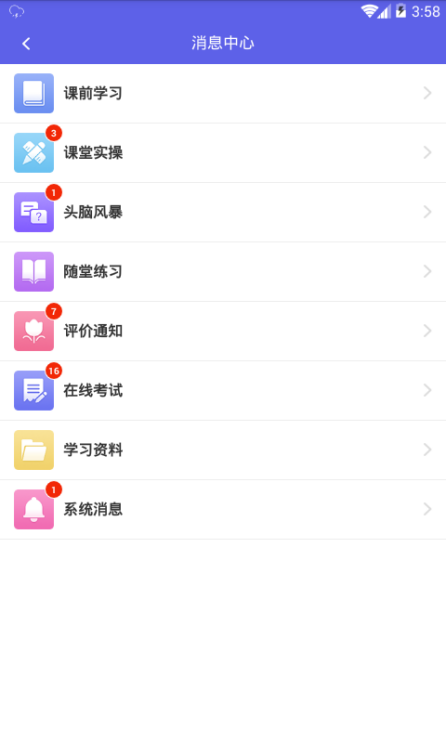 3:58
消息中心
课前学习
3
课堂实操
1
头脑风暴
?
随堂练习
7
评价通知
16
在线考试
学习资料
1
系统消息